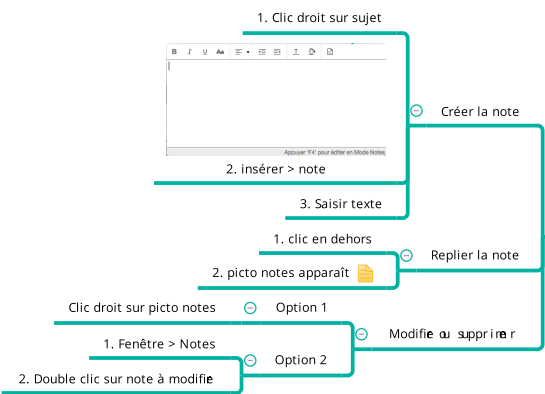 Créer la note
1. Clic droit sur sujet
B I U Aa T
Appuyer "F4" pour éditer en Mode Notes
2. insérer > note
3. Saisir texte
Replier la note
1. clic en dehors
2. picto notes apparaît
Modifier ou supprimer
Option 1
Clic droit sur picto notes
Option 2
1. Fenêtre > Notes
2. Double clic sur note à modifier